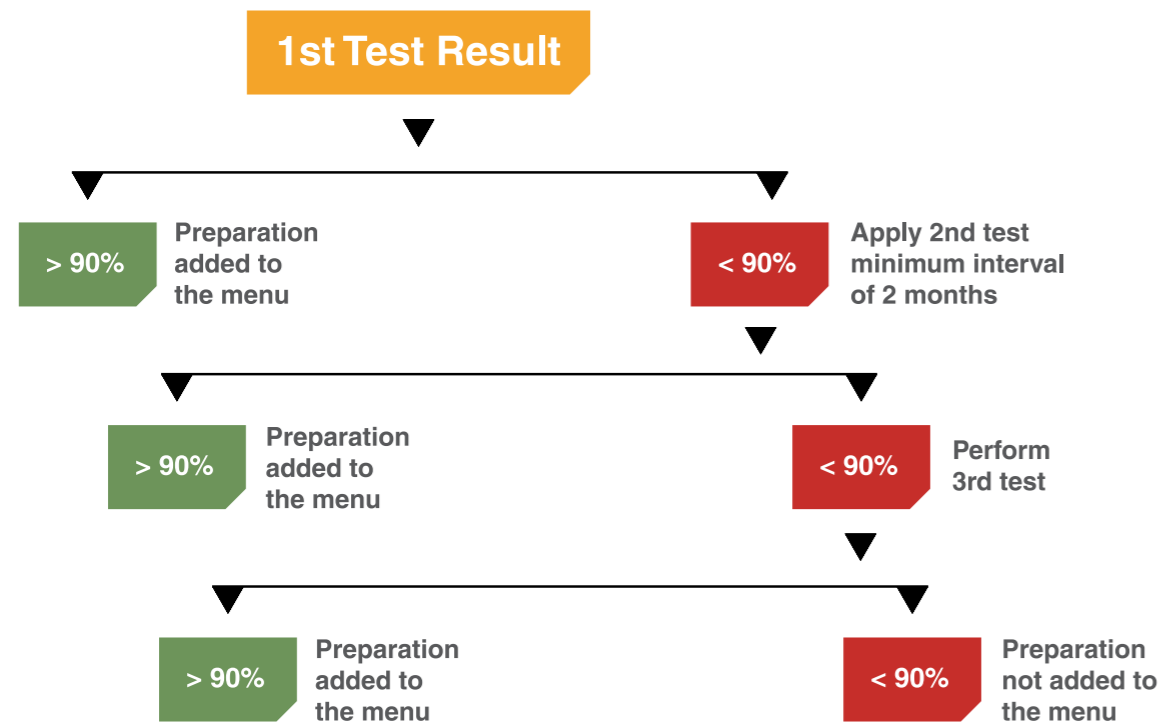 1st Test Result
> 90%
Preparation
added to
the menu
< 90%
Apply 2nd test
minimum interval
of 2 months
> 90%
Preparation
added to
the menu
< 90%
Perform
3rd test
> 90%
Preparation
added to
the menu
< 90%
Preparation
not added to
the menu